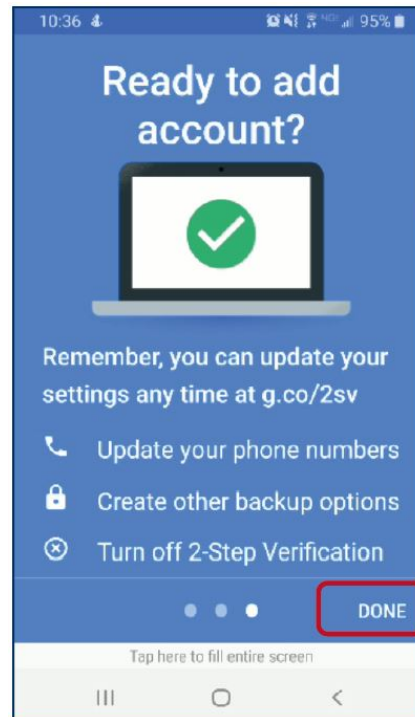 10:36 95%
Ready to add
account?
Remember, you can update your
settings any time at g.co/2sv
Update your phone numbers
Create other backup options
Turn off 2-Step Verification
DONE
Tap here to fill entire screen